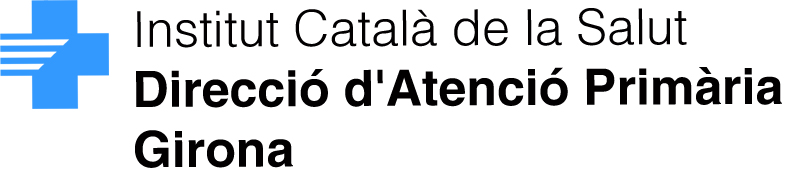 Institut Català de la Salut
Direcció d'Atenció Primària
Girona